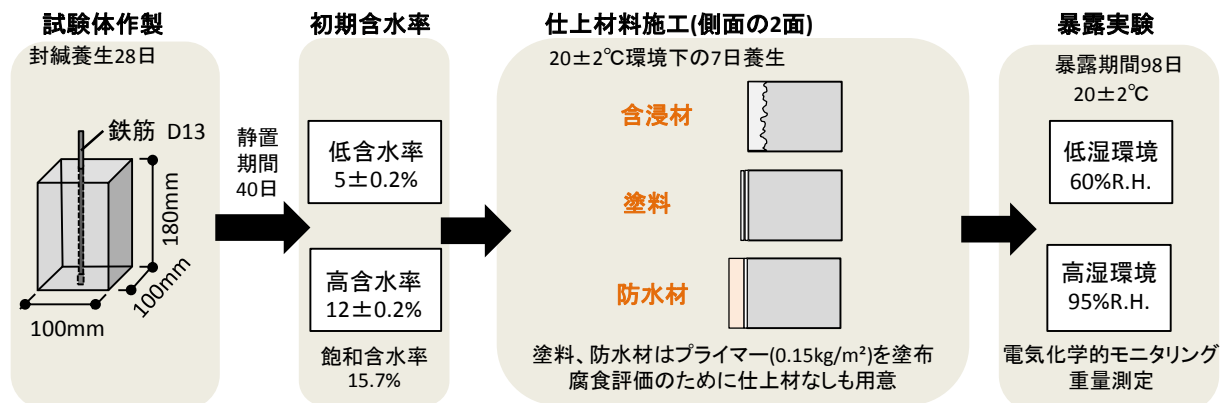 試験体作製
封緘養生28日
鉄筋 D13
180mm
100mm
100mm
静置
期間
40日
初期含水率
低含水率
5±0.2%
高含水率
12±0.2%
飽和含水率
15.7%
仕上材料施工(側面の2面)
20±2℃環境下の7日養生
含浸材
塗料
防水材
塗料、防水材はプライマー(0.15kg/m²)を塗布
腐食評価のために仕上材なしも用意
暴露実験
暴露期間98日
20±2℃
低湿環境
60%R.H.
高湿環境
95%R.H.
電気化学的モニタリング
重量測定